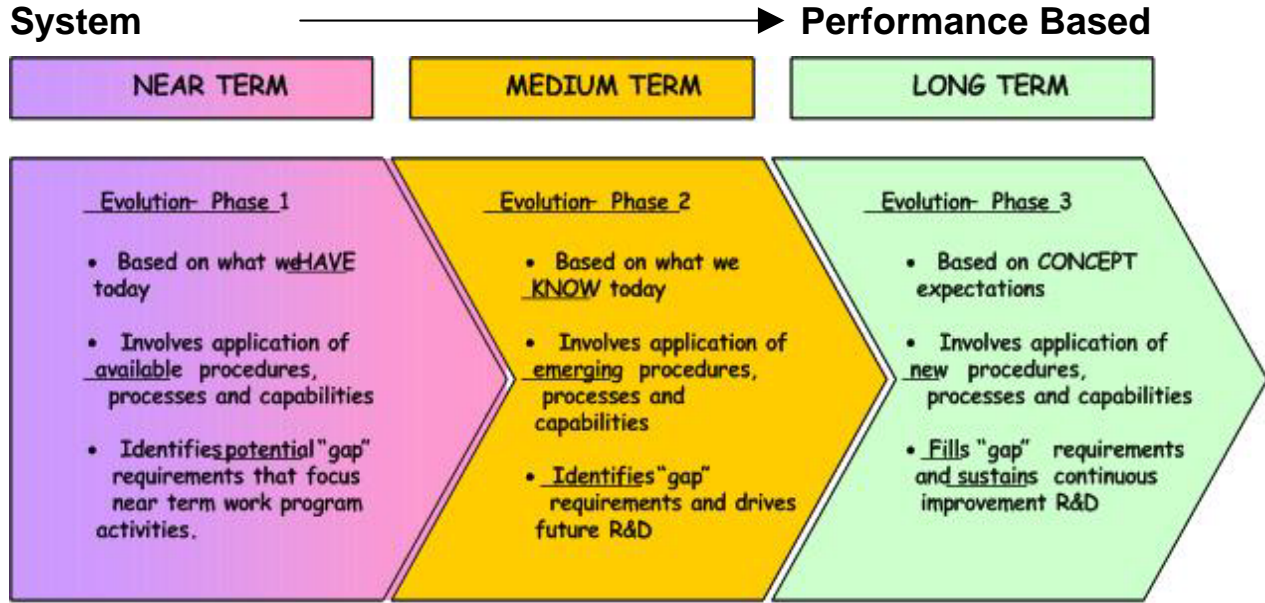 System
Performance Based
NEAR TERM
MEDIUM TERM
LONG TERM
Evolution- Phase 1
• Based on what we HAVE
today
• Involves application of
available procedures,
processes and capabilities
• Identifies potential "gap"
requirements that focus
near term work program
activities.
Evolution- Phase 2
• Based on what we
KNOW today
• Involves application of
emerging procedures,
processes and
capabilities
• Identifies "gap"
requirements and drives
future R&D
Evolution- Phase 3
• Based on CONCEPT
expectations
• Involves application of
new procedures,
processes and capabilities
• Fills "gap" requirements
and sustains continuous
improvement R&D